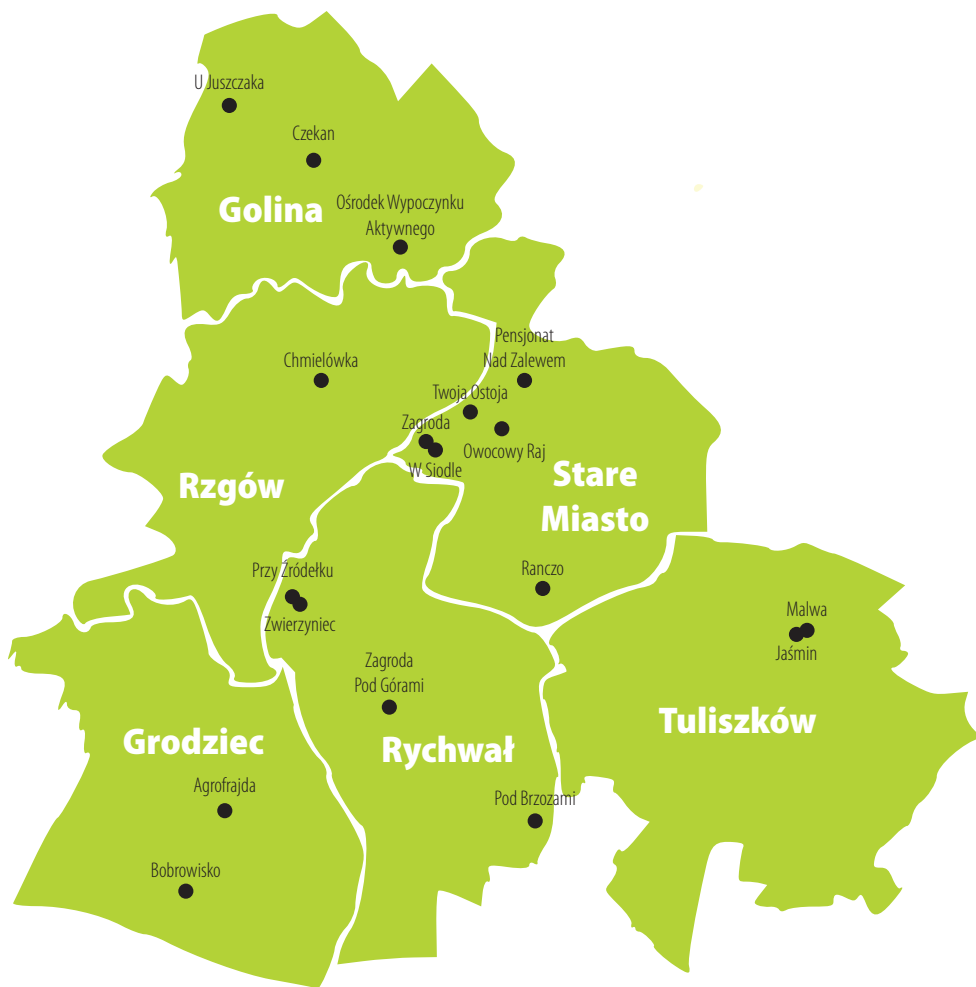 U Juszczaka
Czekan
Golina
Ośrodek Wypoczynku
Aktywnego
Chmielówka
Pensjonat
Nad Zalewem
Twoja Ostoja
Zagroda
Owocowy Raj
W Siodle
Rzgów
Stare
Miasto
Przy Źródełku
Zwierzyniec
Ranczo
Malwa
Jaśmin
Zagroda
Pod Górami
Tuliszków
Grodziec
Rychwał
Agrofrajda
Pod Brzozami
Bobrowisko